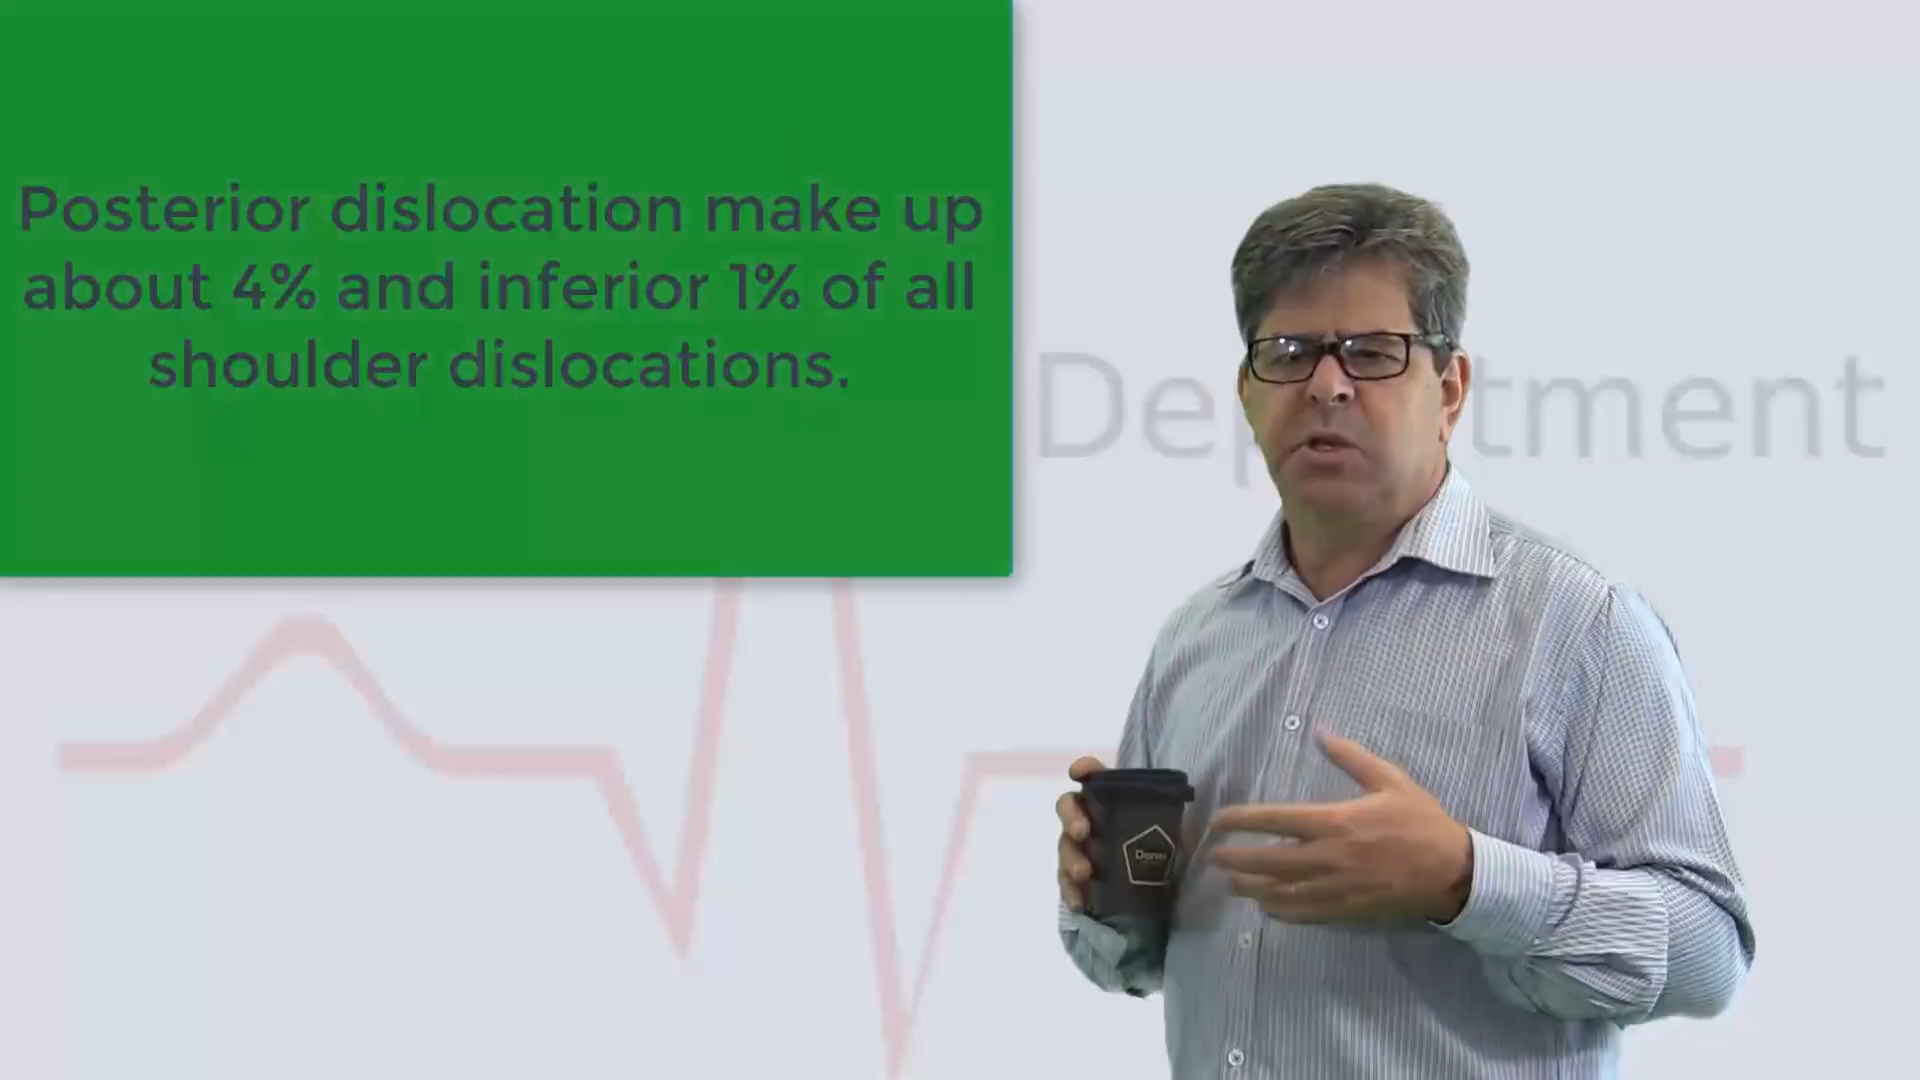 Posterior dislocation make up
about 4% and inferior 1% of all
shoulder dislocations.